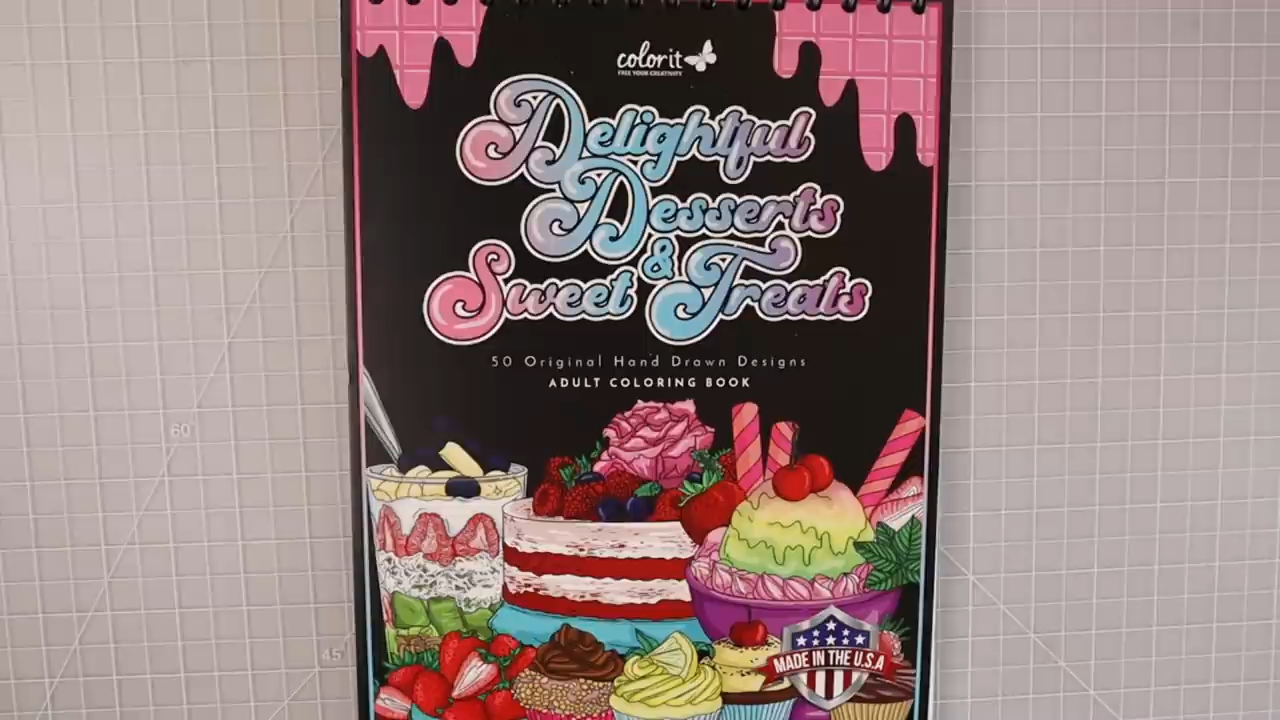 colorit
FREE YOUR CREATIVITY
Delightful
Desserts
&
Sweet Treats
50 Original Hand Drawn Designs
ADULT COLORING BOOK
60
45
MADE IN THE U.S.A